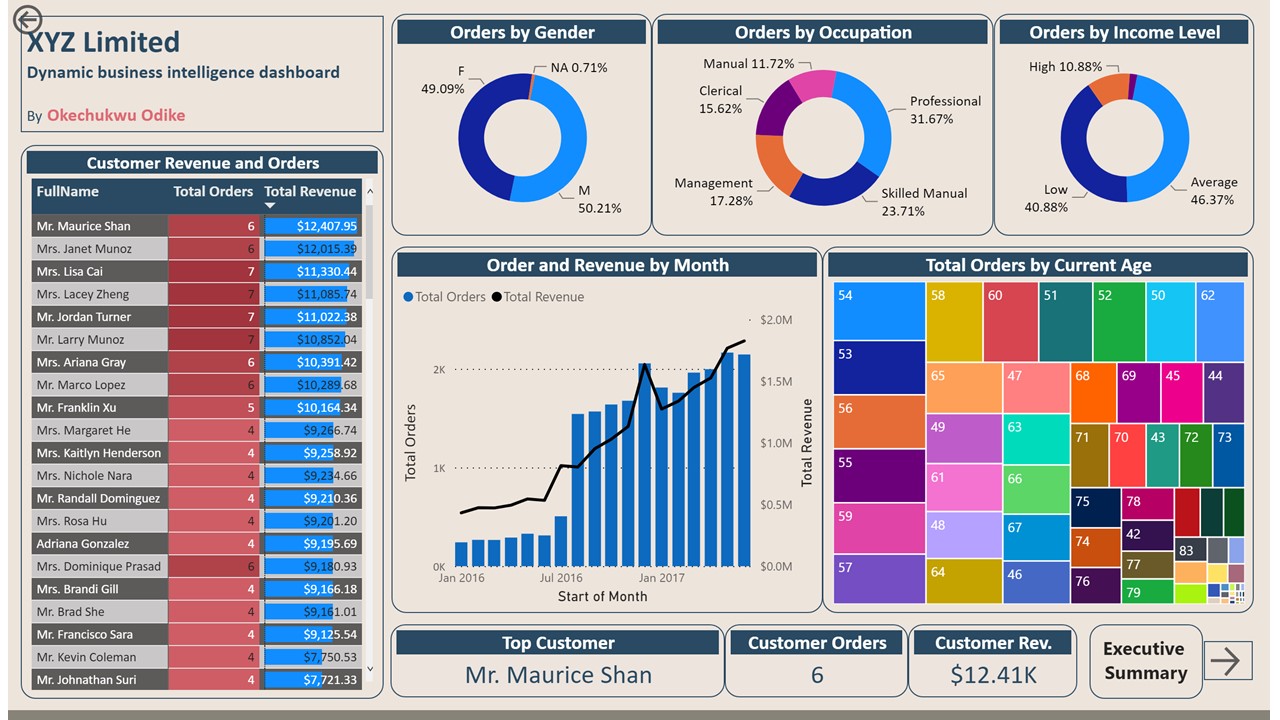 XYZ Limited
Dynamic business intelligence dashboard
By Okechukwu Odike
Customer Revenue and Orders
FullName Total Orders Total Revenue
Mr. Maurice Shan 6 $12,407.95
Mrs. Janet Munoz 6 $12,015.39
Mrs. Lisa Cai 7 $11,330.44
Mrs. Lacey Zheng 7 $11,085.74
Mr. Jordan Turner 7 $11,022.38
Mr. Larry Munoz 7 $10,852.04
Mrs. Ariana Gray 6 $10,391.42
Mr. Marco Lopez 6 $10,289.68
Mr. Franklin Xu 5 $10,164.34
Mrs. Margaret He 4 $9,266.74
Mrs. Kaitlyn Henderson 4 $9,258.92
Mrs. Nichole Nara 4 $9,234.66
Mr. Randall Dominguez 4 $9,210.36
Mrs. Rosa Hu 4 $9,201.20
Adriana Gonzalez 4 $9,195.69
Mrs. Dominique Prasad 6 $9,180.93
Mrs. Brandi Gill 4 $9,166.18
Mr. Brad She 4 $9,161.01
Mr. Francisco Sara 4 $9,125.54
Mr. Kevin Coleman 4 $7,750.53
Mr. Johnathan Suri 4 $7,721.33
Orders by Gender
NA 0.71%
F
49.09%
M
50.21%
Orders by Occupation
Manual 11.72%
Clerical
15.62%
Professional
31.67%
Management
17.28%
Skilled Manual
23.71%
Orders by Income Level
High 10.88%
Low
40.88%
Average
46.37%
Order and Revenue by Month
Total Orders Total Revenue
$2.0M
2K
$1.5M
$1.0M
1K
$0.5M
0K
$0.0M
Total Orders
Total Revenue
Jan 2016 Jul 2016 Jan 2017
Start of Month
Total Orders by Current Age
54 58 60 51 52 50 62
53
65 47 68 69 45 44
56
49 63
71 70 43 72 73
55
61 66
75 78
59
48 67
74 42
83
57
64 46
76 77
79
Top Customer
Mr. Maurice Shan
Customer Orders
6
Customer Rev.
$12.41K
Executive
Summary